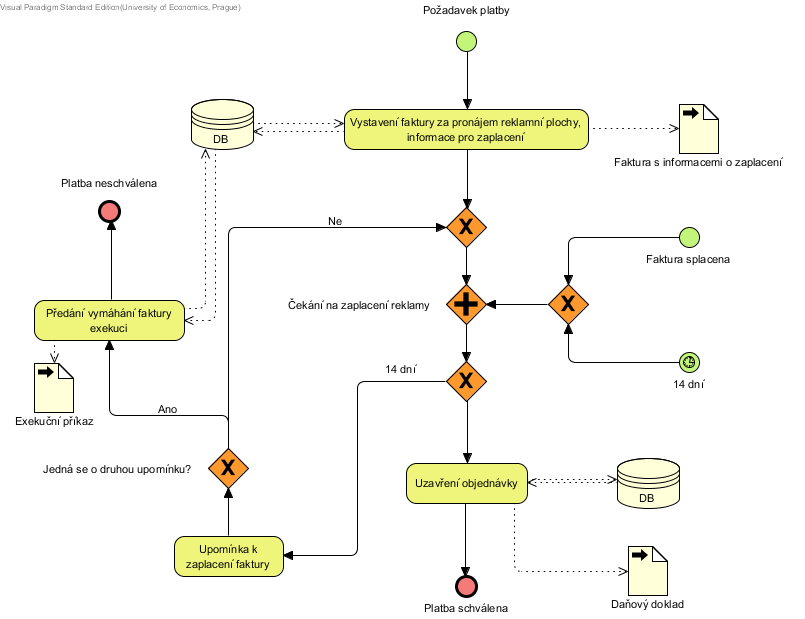 Visual Paradigm Standard Edition(University of Economics, Prague)
Požadavek platby
DB
Vystavení faktury za pronájem reklamní plochy,
informace pro zaplacení
Faktura s informacemi o zaplacení
Platba neschválena
Ne
X
Faktura splacena
Předání vymáhání faktury
exekuci
Čekání na zaplacení reklamy
X
14 dní
14 dní
X
Exekuční příkaz
Ano
Jedná se o druhou upomínku?
X
Uzavření objednávky
DB
Upomínka k
zaplacení faktury
Platba schválena
Daňový doklad